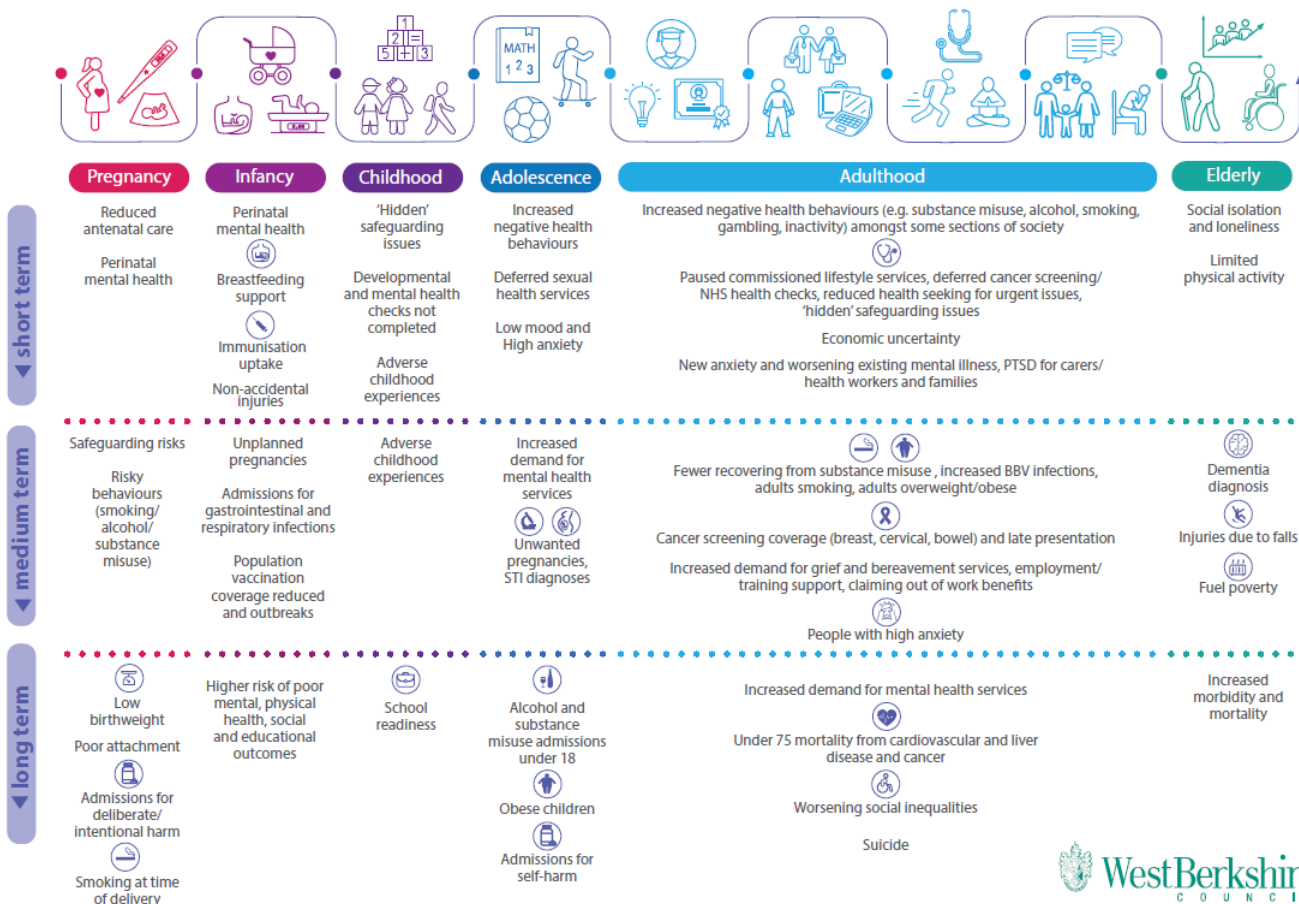 1
2 =
5 + 3
MATH
1 2 3
Pregnancy
Infancy
Childhood
Adolescence
Adulthood
Elderly
short term
Reduced
antenatal care
Perinatal
mental health
Perinatal
mental health
Breastfeeding
support
Immunisation
uptake
Non-accidental
injuries
‘Hidden’
safeguarding
issues
Developmental
and mental health
checks not
completed
Adverse
childhood
experiences
Increased
negative health
behaviours
Deferred sexual
health services
Low mood and
High anxiety
Increased negative health behaviours (e.g. substance misuse, alcohol, smoking,
gambling, inactivity) amongst some sections of society
Paused commissioned lifestyle services, deferred cancer screening/
NHS health checks, reduced health seeking for urgent issues,
‘hidden’ safeguarding issues
Economic uncertainty
New anxiety and worsening existing mental illness, PTSD for carers/
health workers and families
Social isolation
and loneliness
Limited
physical activity
medium term
Safeguarding risks
Risky
behaviours
(smoking/
alcohol/
substance
misuse)
Unplanned
pregnancies
Admissions for
gastrointestinal and
respiratory infections
Population
vaccination
coverage reduced
and outbreaks
Adverse
childhood
experiences
Increased
demand for
mental health
services
Unwanted
pregnancies,
STI diagnoses
Fewer recovering from substance misuse , increased BBV infections,
adults smoking, adults overweight/obese
Cancer screening coverage (breast, cervical, bowel) and late presentation
Increased demand for grief and bereavement services, employment/
training support, claiming out of work benefits
People with high anxiety
Dementia
diagnosis
Injuries due to falls
Fuel poverty
long term
Low
birthweight
Poor attachment
Admissions for
deliberate/
intentional harm
Smoking at time
of delivery
Higher risk of poor
mental, physical
health, social
and educational
outcomes
School
readiness
Alcohol and
substance
misuse admissions
under 18
Obese children
Admissions for
self-harm
Increased demand for mental health services
Under 75 mortality from cardiovascular and liver
disease and cancer
Worsening social inequalities
Suicide
Increased
morbidity and
mortality
WestBerkshir
COUNCI